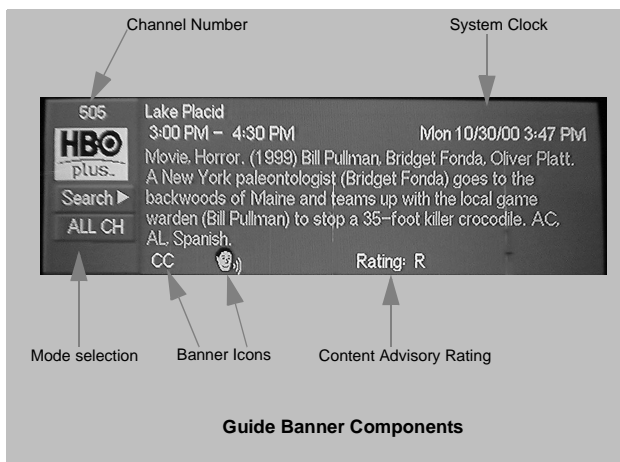 Channel Number
System Clock
505
Lake Placid
3:00 PM – 4:30 PM
Mon 10/30/00 3:47 PM
HBO
plus™
Search ▶
ALL CH
Movie, Horror. (1999) Bill Pullman, Bridget Fonda, Oliver Platt.
A New York paleontologist (Bridget Fonda) goes to the
backwoods of Maine and teams up with the local game
warden (Bill Pullman) to stop a 35–foot killer crocodile. AC,
AL, Spanish.
CC
Rating: R
Mode selection
Banner Icons
Content Advisory Rating
Guide Banner Components